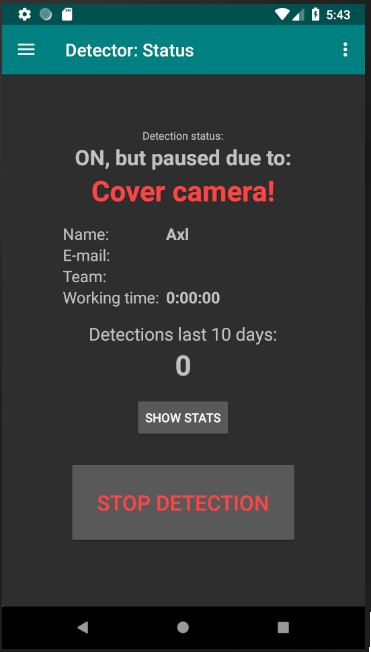 5:43
Detector: Status
Detection status:
ON, but paused due to:
Cover camera!
Name: Axl
E-mail:
Team:
Working time: 0:00:00
Detections last 10 days:
0
SHOW STATS
STOP DETECTION